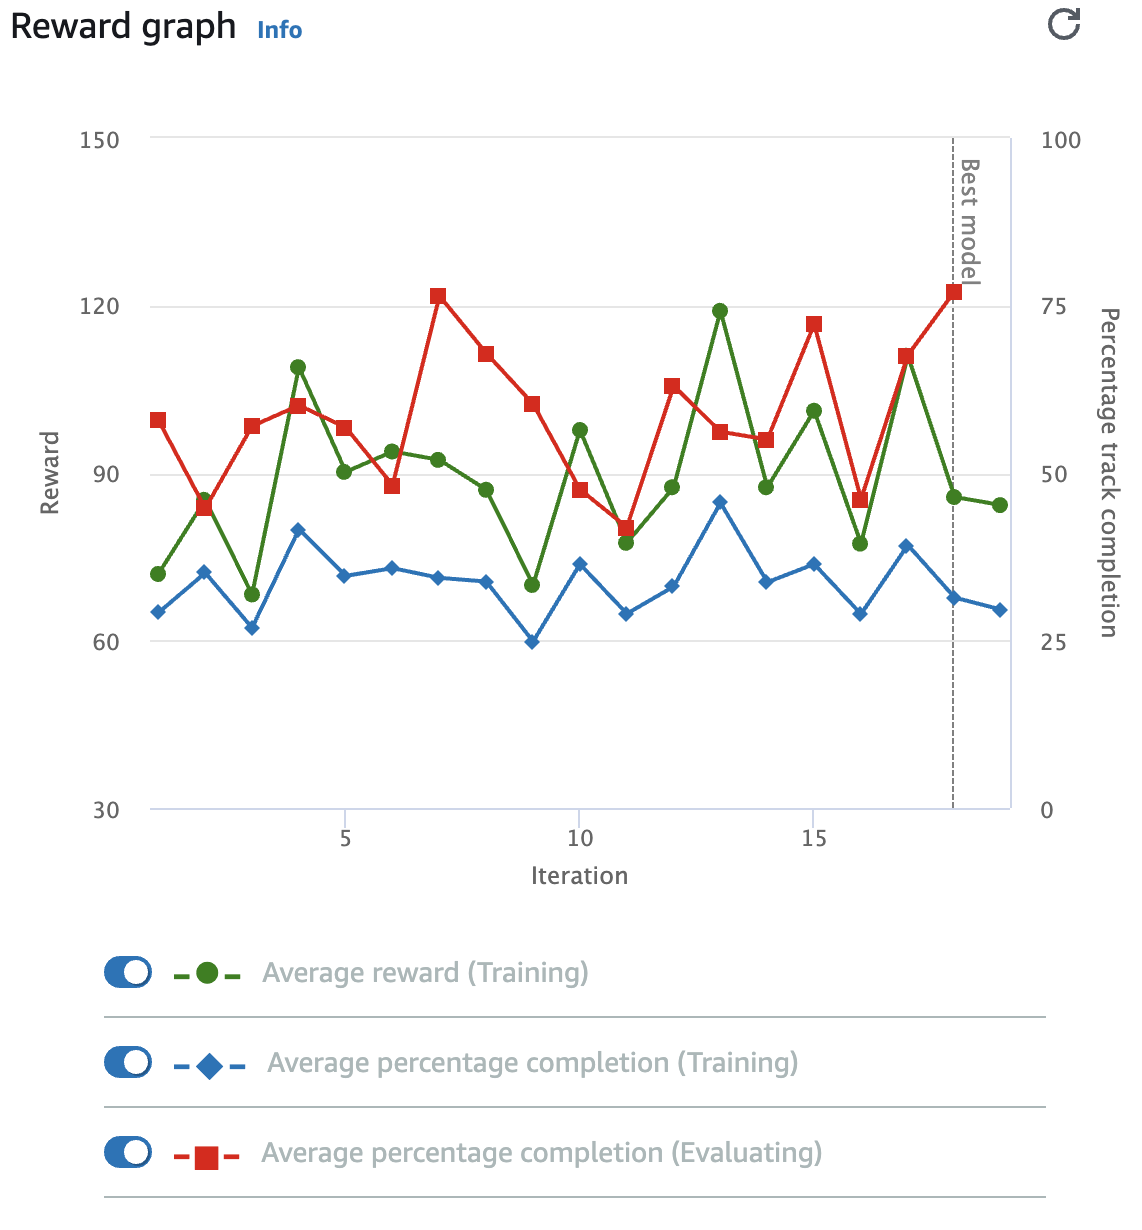 Reward graph Info
150 100
Best model
120 75
Reward
Percentage track completion
90 50
60 25
30 0
5 10 15
Iteration
Average reward (Training)
Average percentage completion (Training)
Average percentage completion (Evaluating)